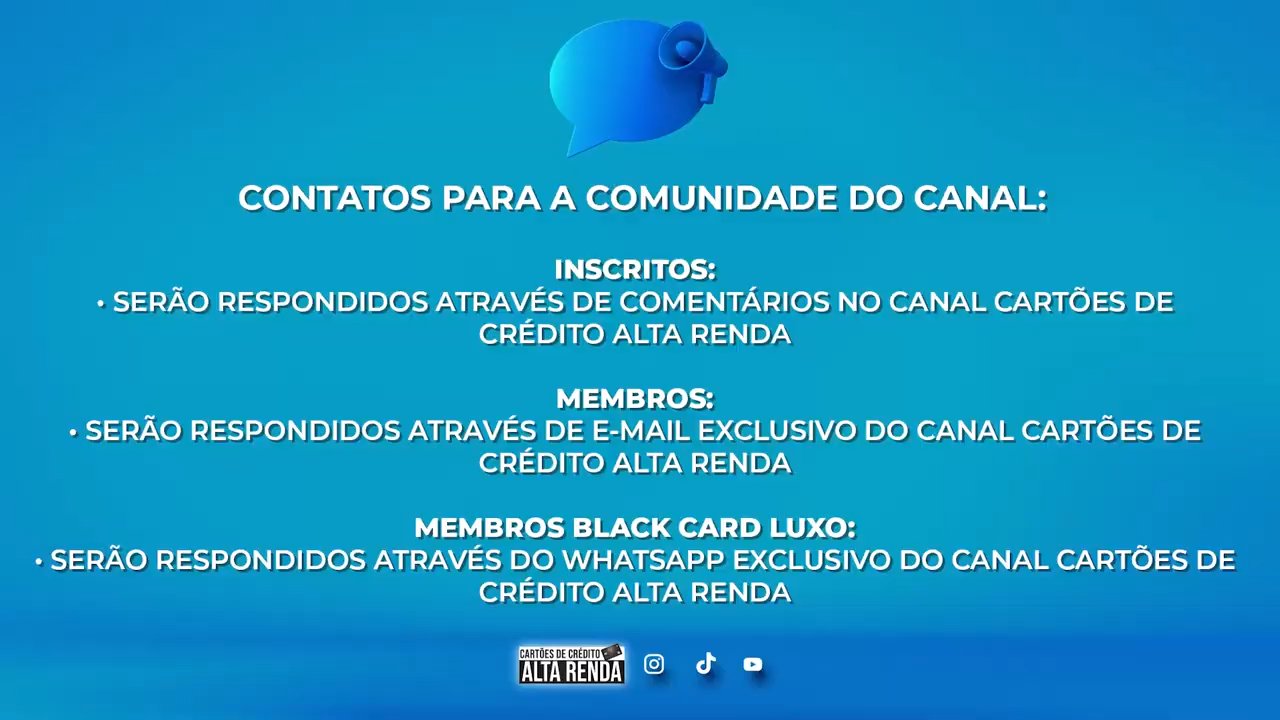 CONTATOS PARA A COMUNIDADE DO CANAL:
INSCRITOS:
• SERÃO RESPONDIDOS ATRAVÉS DE COMENTÁRIOS NO CANAL CARTÕES DE
CRÉDITO ALTA RENDA
MEMBROS:
• SERÃO RESPONDIDOS ATRAVÉS DE E-MAIL EXCLUSIVO DO CANAL CARTÕES DE
CRÉDITO ALTA RENDA
MEMBROS BLACK CARD LUXO:
• SERÃO RESPONDIDOS ATRAVÉS DO WHATSAPP EXCLUSIVO DO CANAL CARTÕES DE
CRÉDITO ALTA RENDA
CARTÕES DE CRÉDITO
ALTA RENDA